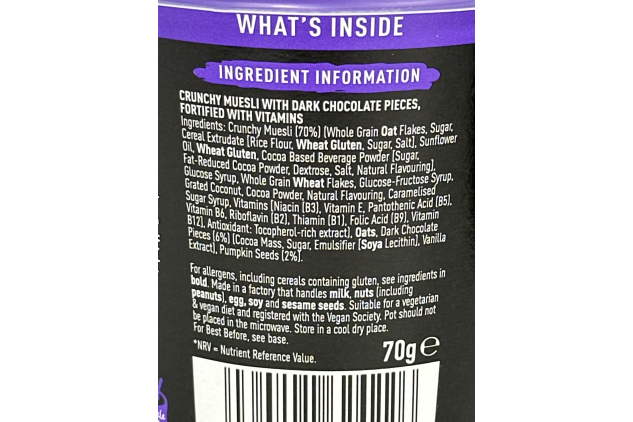 WHAT'S INSIDE
INGREDIENT INFORMATION
CRUNCHY MUESLI WITH DARK CHOCOLATE PIECES,
FORTIFIED WITH VITAMINS
Ingredients: Crunchy Muesli (70%) (Whole Grain Oat Flakes, Sugar,
Cereal Extrudate [Rice Flour, Wheat Gluten, Sugar, Salt], Sunflower
Oil, Wheat Gluten, Cocoa Based Beverage Powder [Sugar,
Fat-Reduced Cocoa Powder, Dextrose, Salt, Natural Flavouring],
Glucose Syrup, Whole Grain Wheat Flakes, Glucose-Fructose Syrup,
Grated Coconut, Cocoa Powder, Natural Flavouring, Caramelised
Sugar Syrup, Vitamins [Niacin (B3), Vitamin E, Pantothenic Acid (B5),
Vitamin B6, Riboflavin (B2), Thiamin (B1), Folic Acid (B9), Vitamin
B12], Antioxidant: Tocopherol-rich extract), Oats, Dark Chocolate
Pieces (6%) (Cocoa Mass, Sugar, Emulsifier [Soya Lecithin], Vanilla
Extract), Pumpkin Seeds (2%).
For allergens, including cereals containing gluten, see ingredients in
bold. Made in a factory that handles milk, nuts (including
peanuts), egg, soy and sesame seeds. Suitable for a vegetarian
& vegan diet and registered with the Vegan Society. Pot should not
be placed in the microwave. Store in a cool dry place.
For Best Before, see base.
*NRV = Nutrient Reference Value.
70g ℮